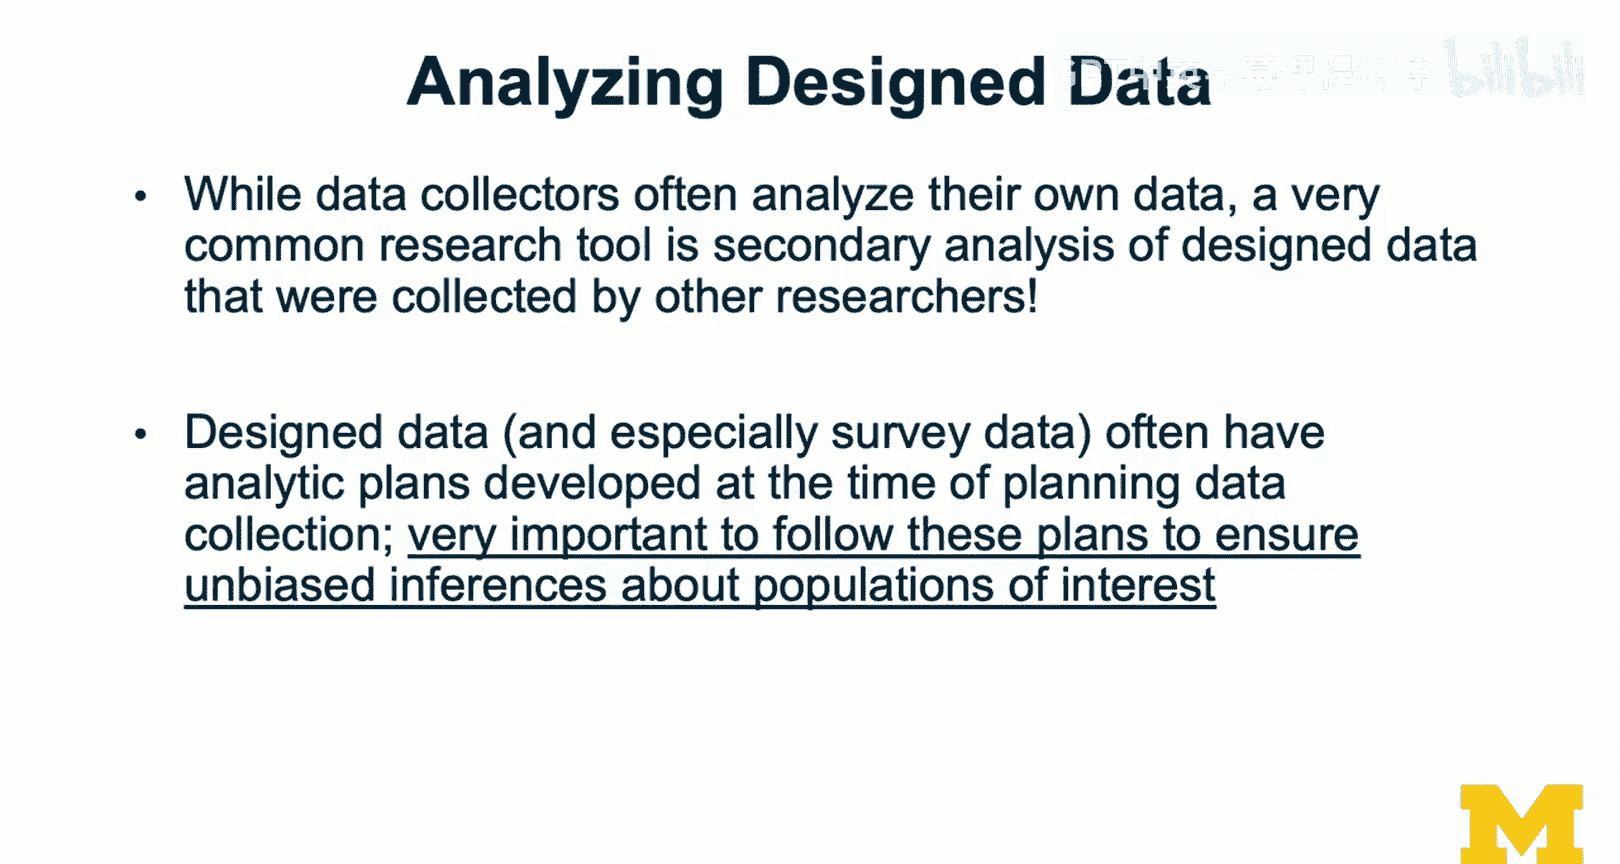 Analyzing Designed Data
bilibili
• While data collectors often analyze their own data, a very
common research tool is secondary analysis of designed data
that were collected by other researchers!
• Designed data (and especially survey data) often have
analytic plans developed at the time of planning data
collection; very important to follow these plans to ensure
unbiased inferences about populations of interest
M